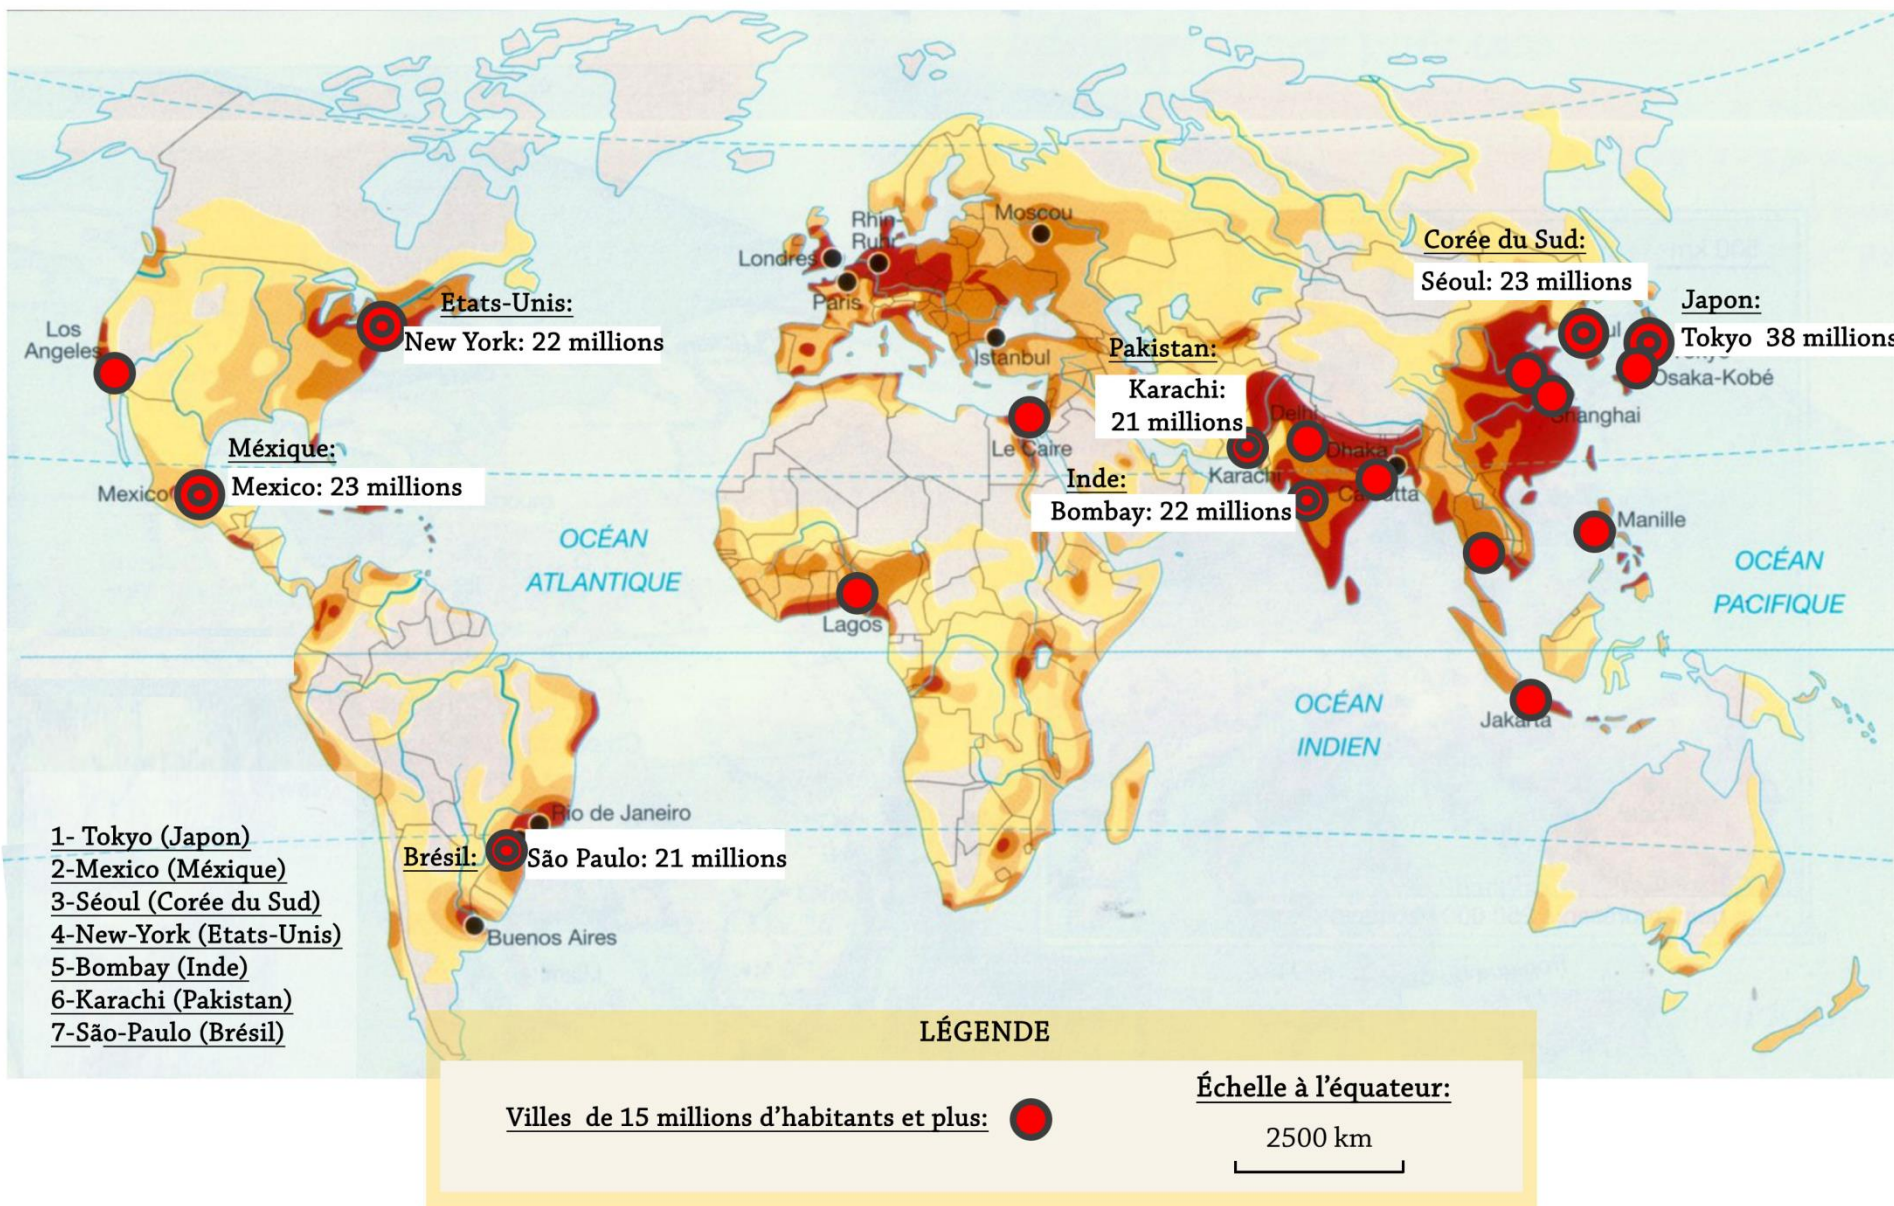 Moscou
Rhin-
Ruhr
Londres
Paris
Istanbul
Corée du Sud:
Séoul: 23 millions
Japon:
Tokyo 38 millions
Osaka-Kobé
Shanghai
Etats-Unis:
New York: 22 millions
Los
Angeles
Pakistan:
Karachi:
21 millions
Delhi
Dhaka
Karachi
Calcutta
Le Caire
Méxique:
Mexico
Mexico: 23 millions
Inde:
Bombay: 22 millions
Manille
OCÉAN
ATLANTIQUE
OCÉAN
PACIFIQUE
Lagos
OCÉAN
INDIEN
Jakarta
Rio de Janeiro
Brésil:
São Paulo: 21 millions
Buenos Aires
1- Tokyo (Japon)
2-Mexico (Méxique)
3-Séoul (Corée du Sud)
4-New-York (Etats-Unis)
5-Bombay (Inde)
6-Karachi (Pakistan)
7-São-Paulo (Brésil)
LÉGENDE
Villes de 15 millions d'habitants et plus:
Échelle à l'équateur:
2500 km